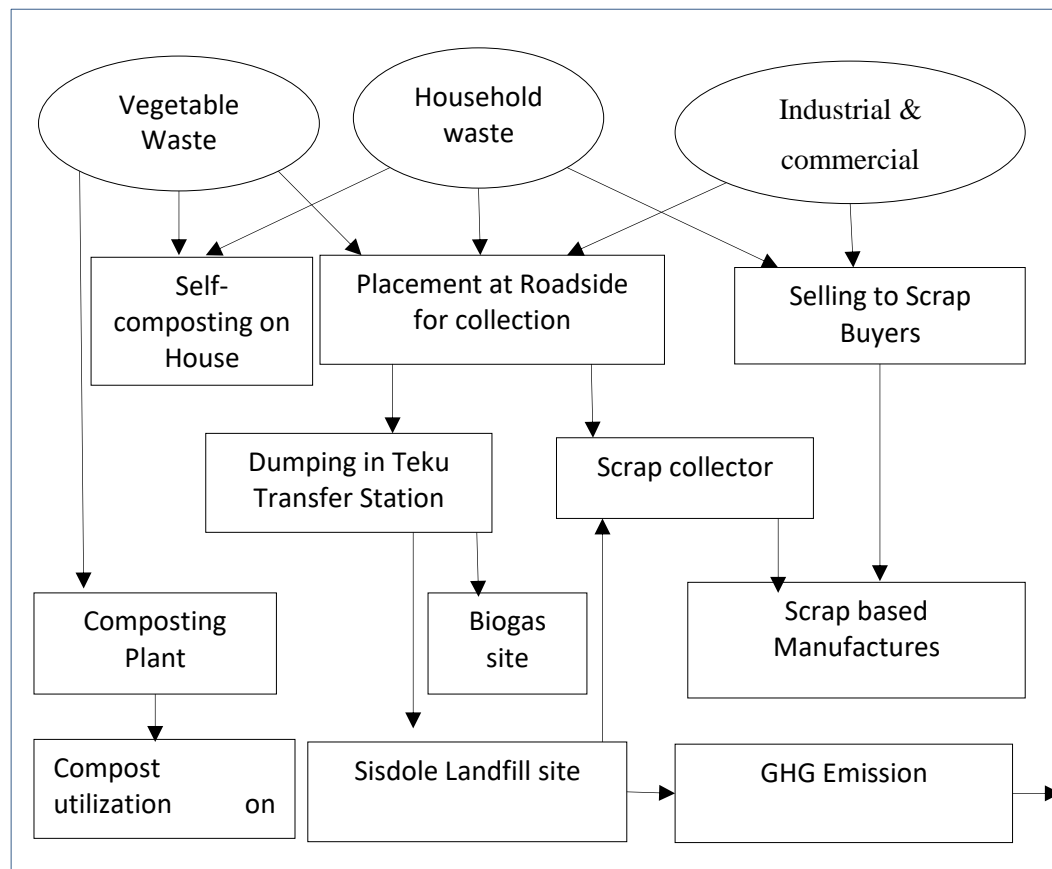 Vegetable
Waste
Household
waste
Industrial &
commercial
Self-
composting on
House
Placement at Roadside
for collection
Selling to Scrap
Buyers
Dumping in Teku
Transfer Station
Scrap collector
Composting
Plant
Biogas
site
Scrap based
Manufactures
Compost
utilization on
Sisdole Landfill site
GHG Emission